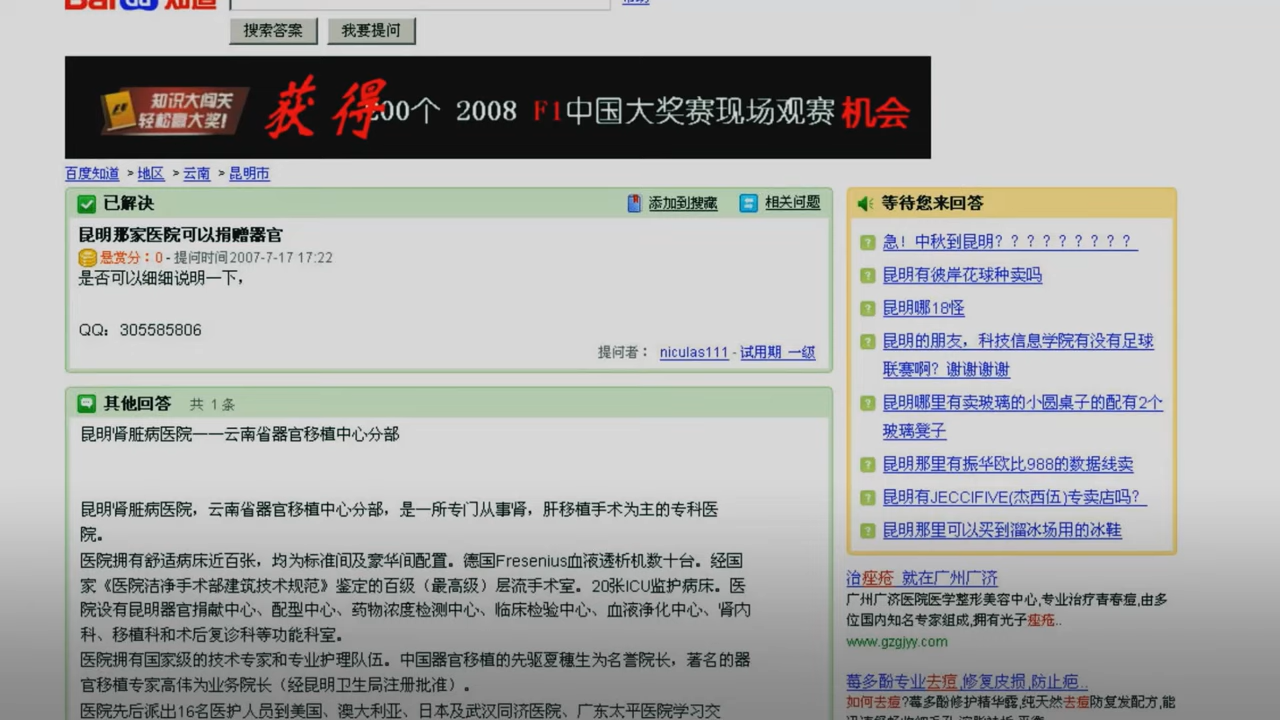 Bai 知道
帮助
搜索答案 我要提问
知识大闯关
轻松赢大奖!
获得 00个 2008 F1中国大奖赛现场观赛机会
百度知道 > 地区 > 云南 > 昆明市
已解决 添加到搜藏 相关问题
昆明那家医院可以捐赠器官
悬赏分：0 - 提问时间2007-7-17 17:22
是否可以细细说明一下，
QQ：305585806
提问者： niculas111 - 试用期 一级
其他回答 共 1 条
昆明肾脏病医院——云南省器官移植中心分部
昆明肾脏病医院，云南省器官移植中心分部，是一所专门从事肾，肝移植手术为主的专科医
院。
医院拥有舒适病床近百张，均为标准间及豪华间配置。德国Fresenius血液透析机数十台。经国
家《医院洁净手术部建筑技术规范》鉴定的百级（最高级）层流手术室。20张ICU监护病床。医
院设有昆明器官捐献中心、配型中心、药物浓度检测中心、临床检验中心、血液净化中心、肾内
科、移植科和术后复诊科等功能科室。
医院拥有国家级的技术专家和专业护理队伍。中国器官移植的先驱夏穗生为名誉院长，著名的器
官移植专家高伟为业务院长（经昆明卫生局注册批准）。
医院先后派出16名医护人员到美国、澳大利亚、日本及武汉同济医院、广东太平医院学习交
等待您来回答
急！中秋到昆明？？？？？？？？？
昆明有彼岸花球种卖吗
昆明哪18怪
昆明的朋友，科技信息学院有没有足球
联赛啊？谢谢谢谢
昆明哪里有卖玻璃的小圆桌子的配有2个
玻璃凳子
昆明那里有振华欧比988的数据线卖
昆明有JECCIFIVE(杰西伍)专卖店吗？
昆明那里可以买到溜冰场用的冰鞋
治痤疮 就在广州广济
广州广济医院医学整形美容中心,专业治疗青春痘,由多
位国内知名专家组成,拥有光子痤疮..
www.gzgjyy.com
莓多酚专业去痘,修复皮损,防止疤..
如何去痘?莓多酚修护精华露,纯天然去痘防复发配方,能